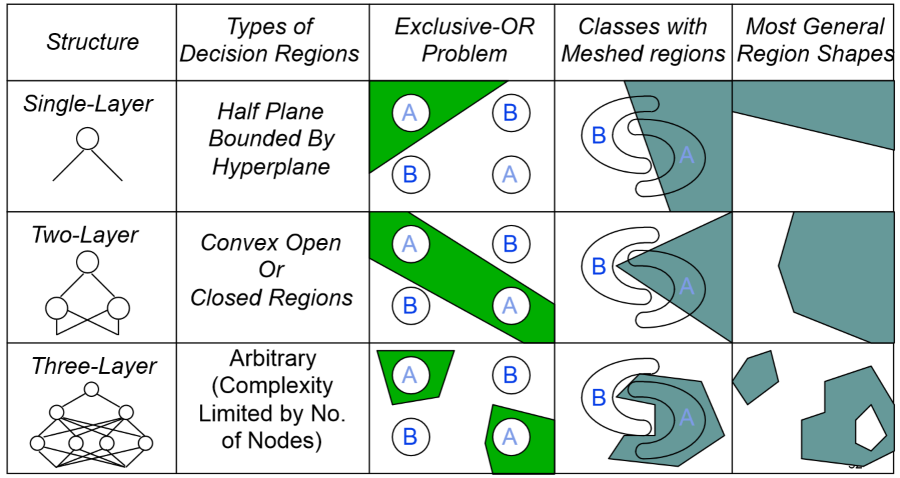 Structure
Types of
Decision Regions
Exclusive-OR
Problem
Classes with
Meshed regions
Most General
Region Shapes
Single-Layer
Half Plane
Bounded By
Hyperplane
A
B
B
A
B
A
Two-Layer
Convex Open
Or
Closed Regions
A
B
B
A
B
A
Three-Layer
Arbitrary
(Complexity
Limited by No.
of Nodes)
A
B
B
A
B
A